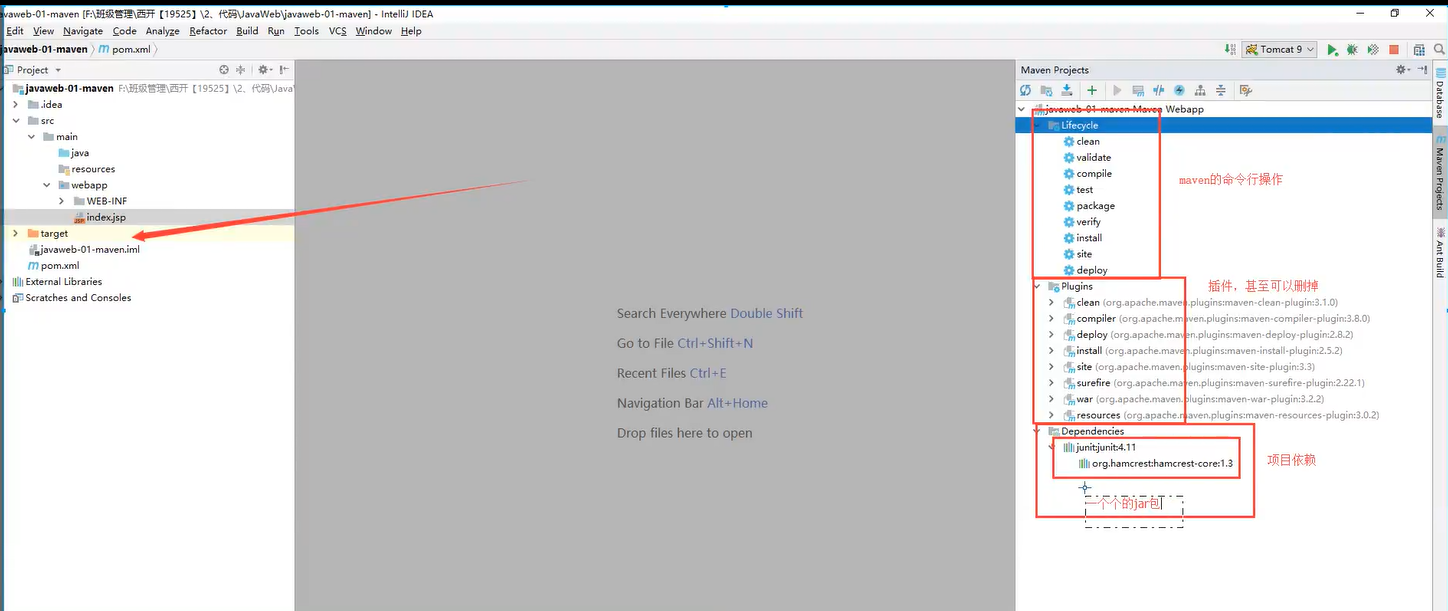 avaweb-01-maven [F:\班级管理\西开【19525】\2、代码\JavaWeb\javaweb-01-maven] - IntelliJ IDEA
Edit View Navigate Code Analyze Refactor Build Run Tools VCS Window Help
javaweb-01-maven pom.xml
Tomcat 9
Project
javaweb-01-maven F:\班级管理\西开【19525】\2、代码\Java\
.idea
src
main
java
resources
webapp
WEB-INF
index.jsp
target
javaweb-01-maven.iml
pom.xml
External Libraries
Scratches and Consoles
Search Everywhere Double Shift
Go to File Ctrl+Shift+N
Recent Files Ctrl+E
Navigation Bar Alt+Home
Drop files here to open
Maven Projects
javaweb-01-maven Maven Webapp
Lifecycle
clean
validate
compile
test
package
verify
install
site
deploy
maven的命令行操作
Plugins
插件，甚至可以删掉
clean (org.apache.maven.plugins:maven-clean-plugin:3.1.0)
compiler (org.apache.maven.plugins:maven-compiler-plugin:3.8.0)
deploy (org.apache.maven.plugins:maven-deploy-plugin:2.8.2)
install (org.apache.maven.plugins:maven-install-plugin:2.5.2)
site (org.apache.maven.plugins:maven-site-plugin:3.3)
surefire (org.apache.maven.plugins:maven-surefire-plugin:2.22.1)
war (org.apache.maven.plugins:maven-war-plugin:3.2.2)
resources (org.apache.maven.plugins:maven-resources-plugin:3.0.2)
Dependencies
junit:junit:4.11
org.hamcrest:hamcrest-core:1.3
项目依赖
一个个的jar包
Database
Maven Projects
Ant Build